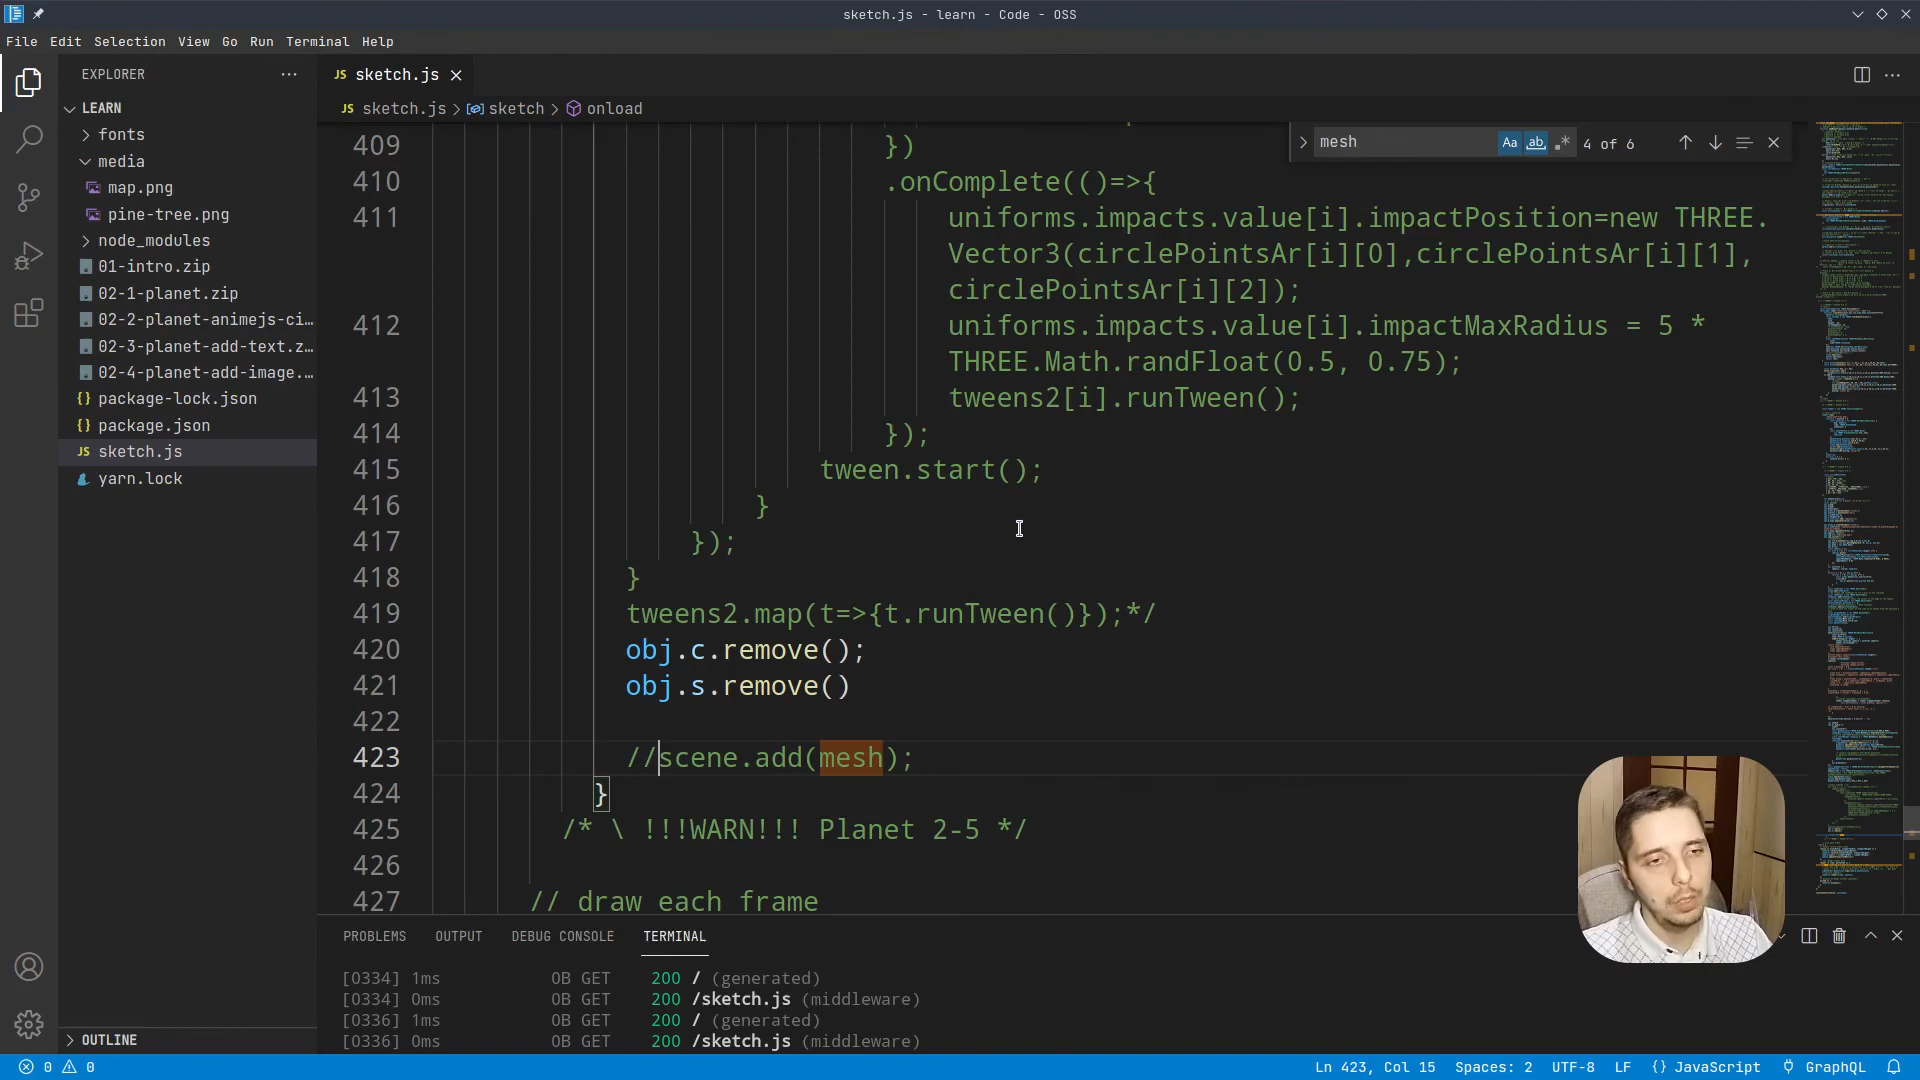 sketch.js - learn - Code - OSS
File Edit Selection View Go Run Terminal Help
EXPLORER
LEARN
fonts
media
map.png
pine-tree.png
node_modules
01-intro.zip
02-1-planet.zip
02-2-planet-animejs-ci…
02-3-planet-add-text.z…
02-4-planet-add-image.…
package-lock.json
package.json
sketch.js
yarn.lock
OUTLINE
JS sketch.js
JS sketch.js > sketch > onload
mesh Aa ab 4 of 6
409 })
410 .onComplete(()=>{
411 uniforms.impacts.value[i].impactPosition=new THREE.
Vector3(circlePointsAr[i][0],circlePointsAr[i][1],
circlePointsAr[i][2]);
412 uniforms.impacts.value[i].impactMaxRadius = 5 *
THREE.Math.randFloat(0.5, 0.75);
413 tweens2[i].runTween();
414 });
415 tween.start();
416 }
417 });
418 }
419 tweens2.map(t=>{t.runTween()});*/
420 obj.c.remove();
421 obj.s.remove()
422
423 //scene.add(mesh);
424 }
425 /* \ !!!WARN!!! Planet 2-5 */
426
427 // draw each frame
PROBLEMS OUTPUT DEBUG CONSOLE TERMINAL
[0334] 1ms 0B GET 200 / (generated)
[0334] 0ms 0B GET 200 /sketch.js (middleware)
[0336] 1ms 0B GET 200 / (generated)
[0336] 0ms 0B GET 200 /sketch.js (middleware)
0 0 Ln 423, Col 15 Spaces: 2 UTF-8 LF {} JavaScript GraphQL